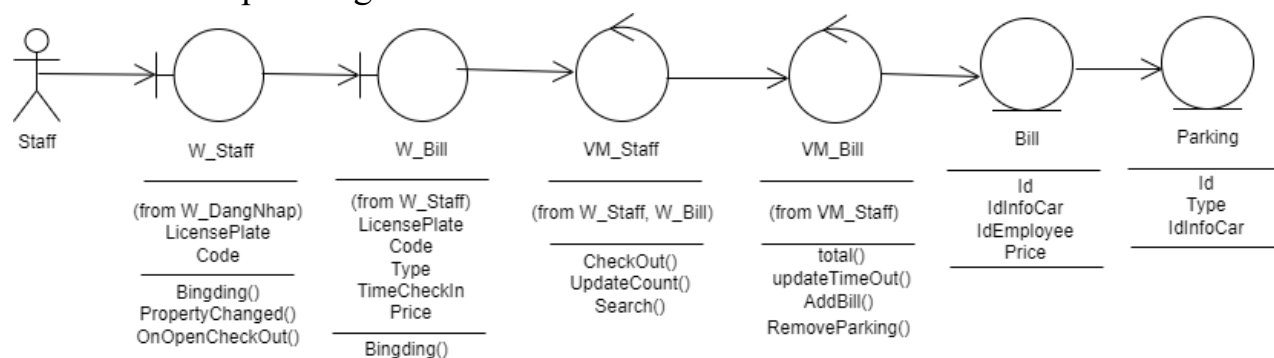 Staff
W_Staff
(from W_DangNhap)
LicensePlate
Code
Bingding()
PropertyChanged()
OnOpenCheckOut()
W_Bill
(from W_Staff)
LicensePlate
Code
Type
TimeCheckIn
Price
Bingding()
VM_Staff
(from W_Staff, W_Bill)
CheckOut()
UpdateCount()
Search()
VM_Bill
(from VM_Staff)
total()
updateTimeOut()
AddBill()
RemoveParking()
Bill
Id
IdInfoCar
IdEmployee
Price
Parking
Id
Type
IdInfoCar